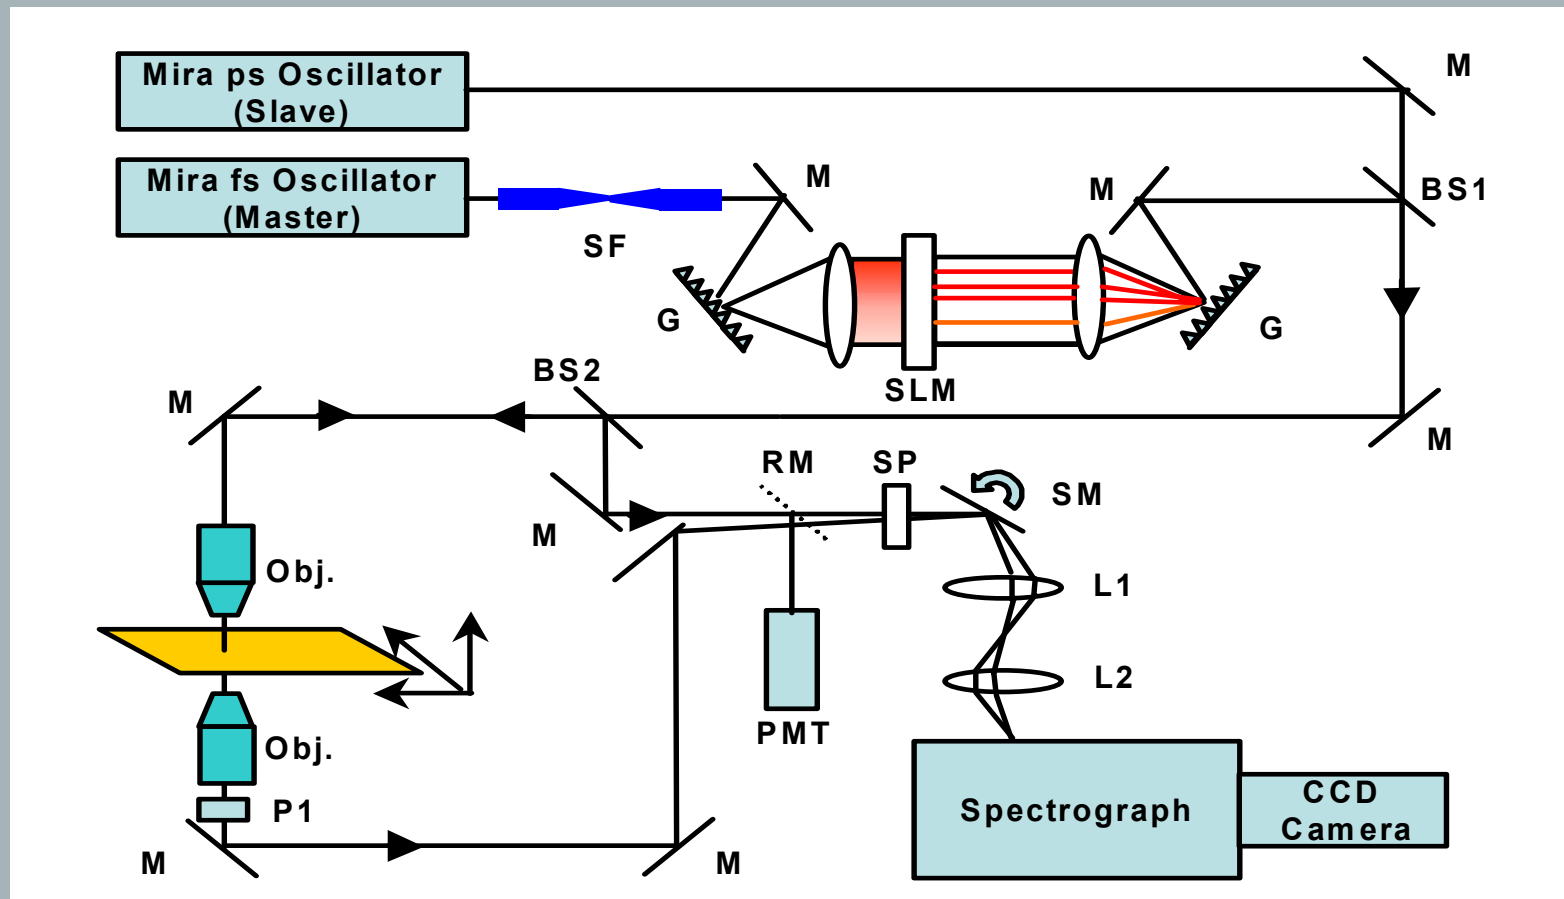 Mira ps Oscillator
(Slave)
M
Mira fs Oscillator
(Master)
SF
M
M
BS1
G
G
SLM
BS2
M
M
RM
SP
SM
M
Obj.
L1
L2
PMT
Obj.
P1
M
M
Spectrograph
CCD
Camera